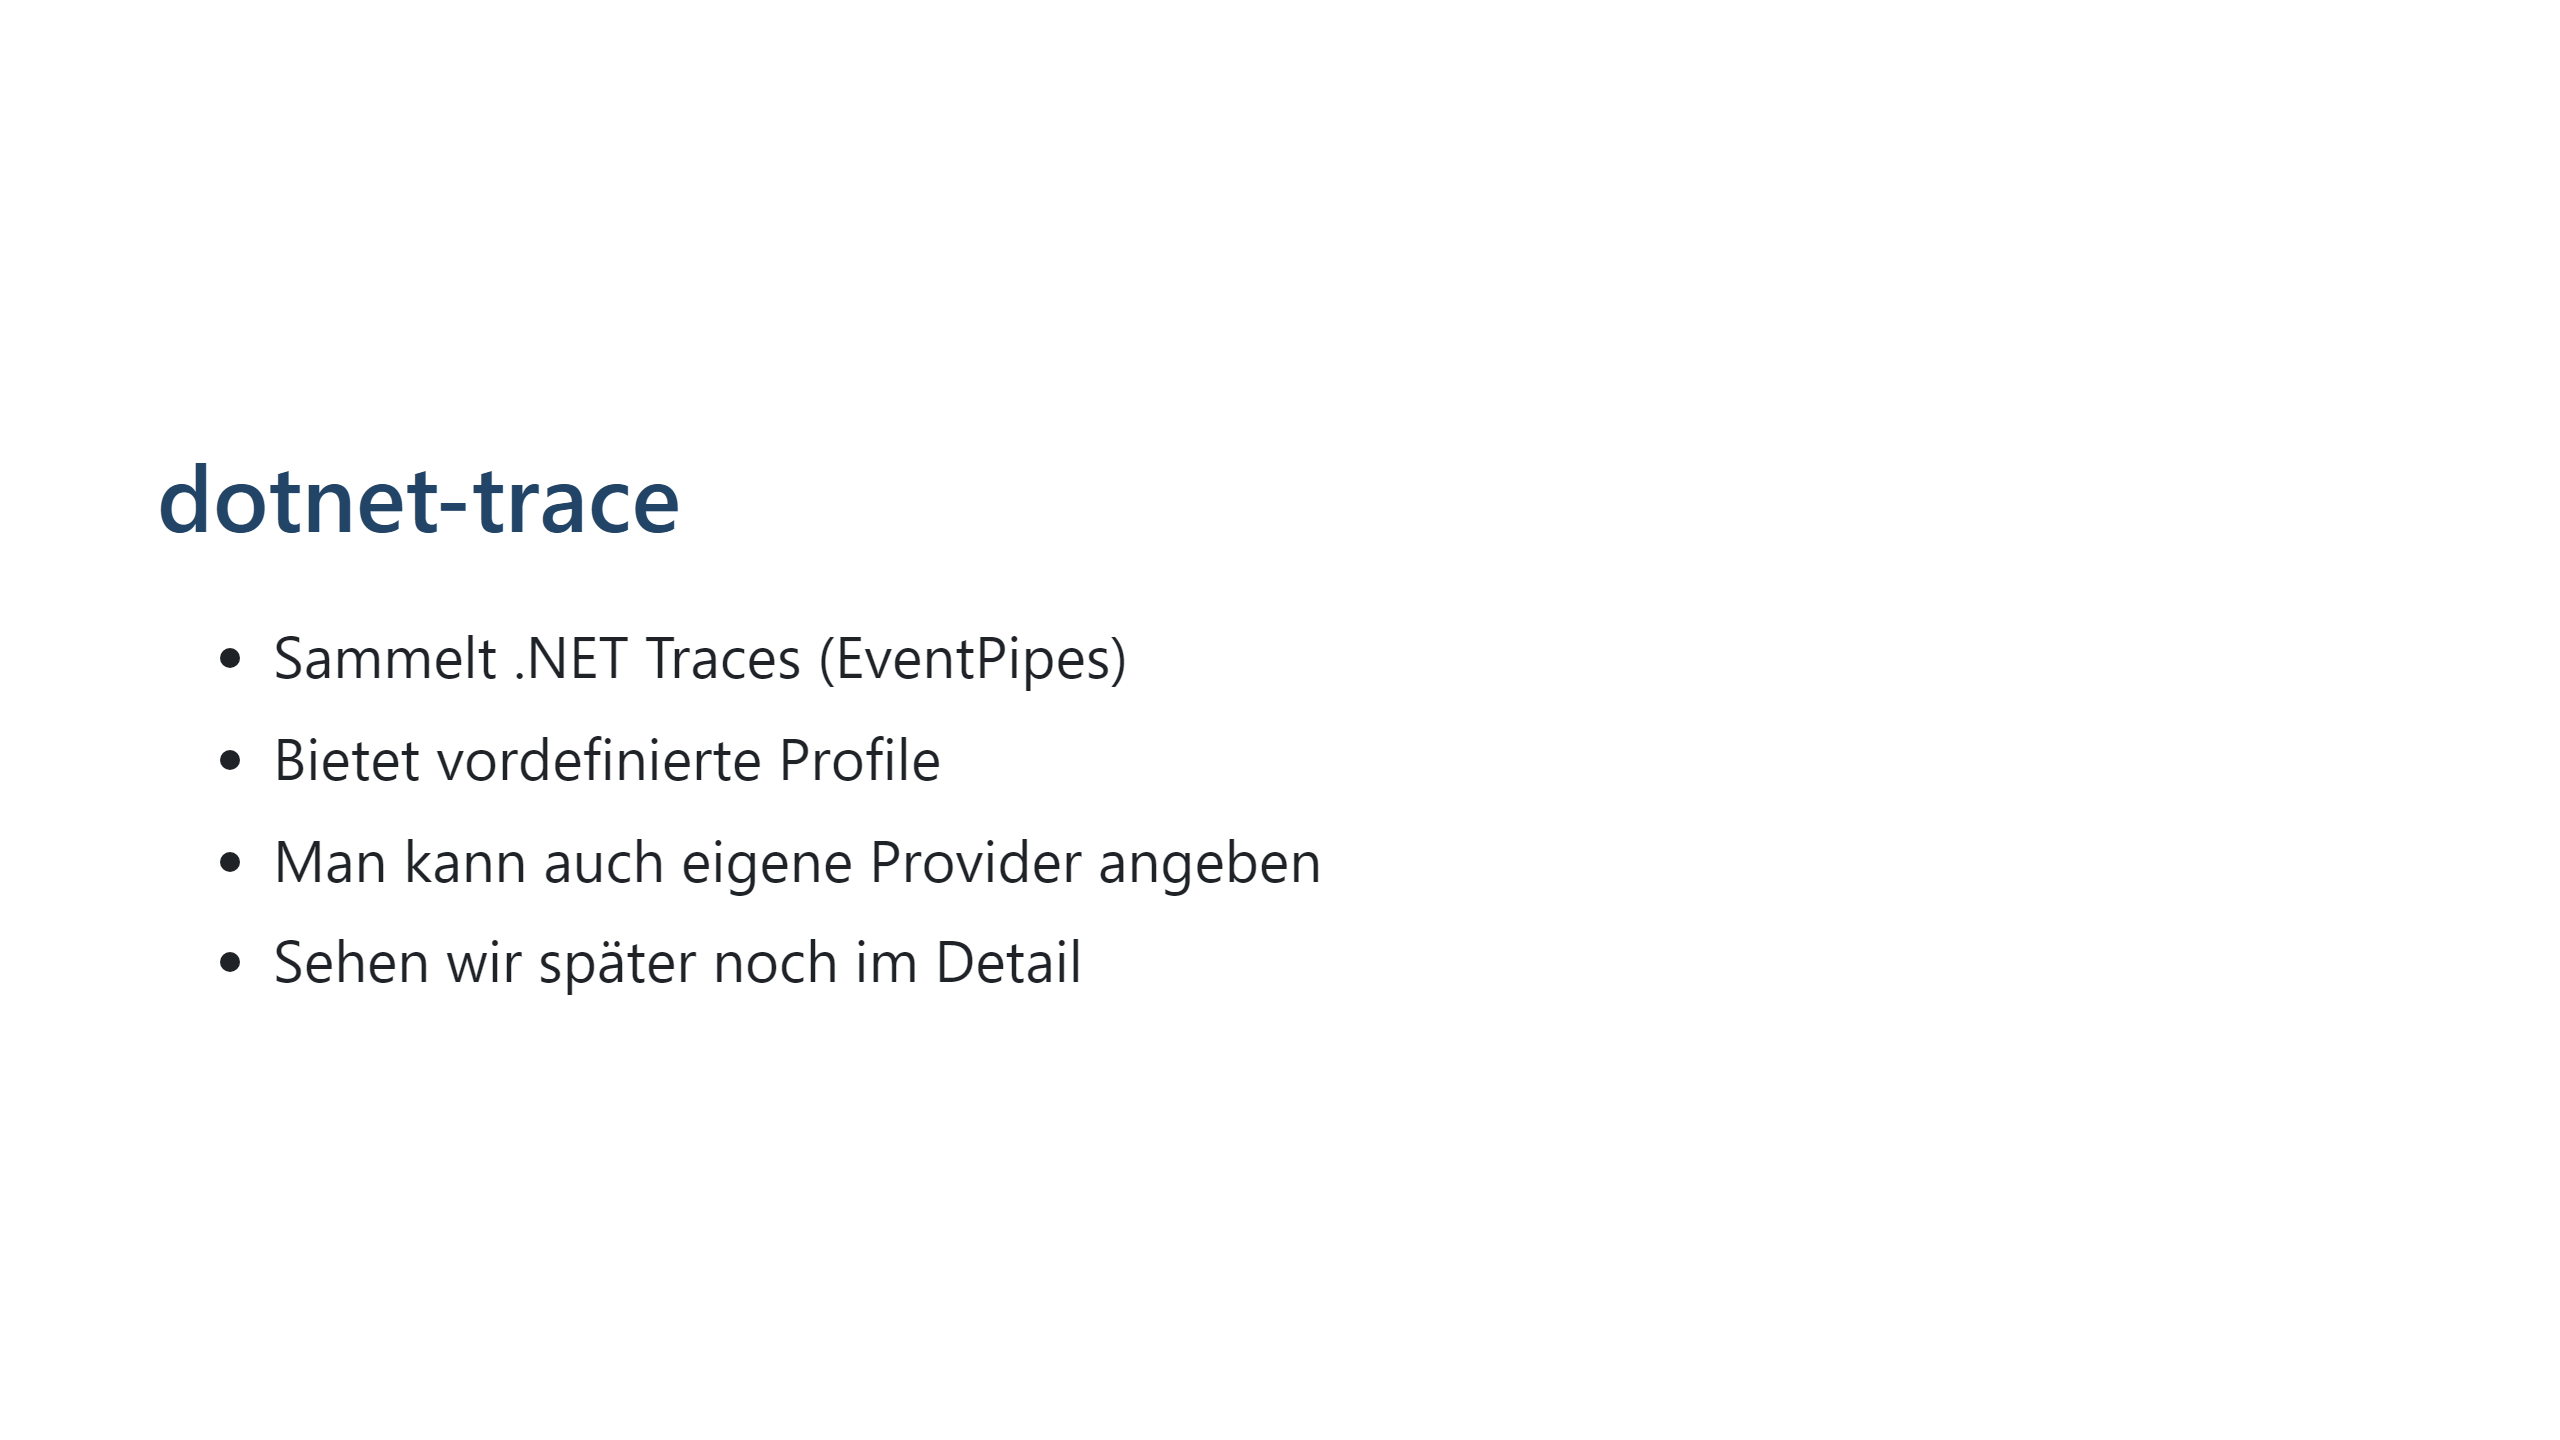 dotnet-trace
• Sammelt .NET Traces (EventPipes)
• Bietet vordefinierte Profile
• Man kann auch eigene Provider angeben
• Sehen wir später noch im Detail